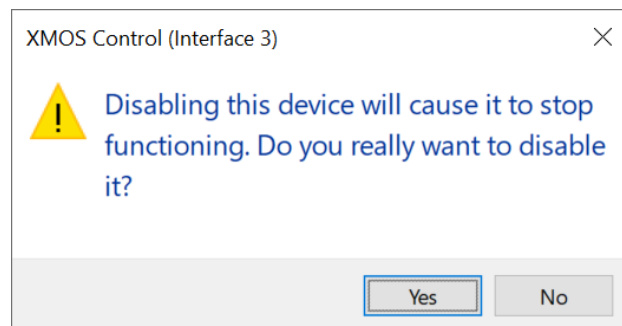 XMOS Control (Interface 3)
Disabling this device will cause it to stop
functioning. Do you really want to disable
it?
Yes No